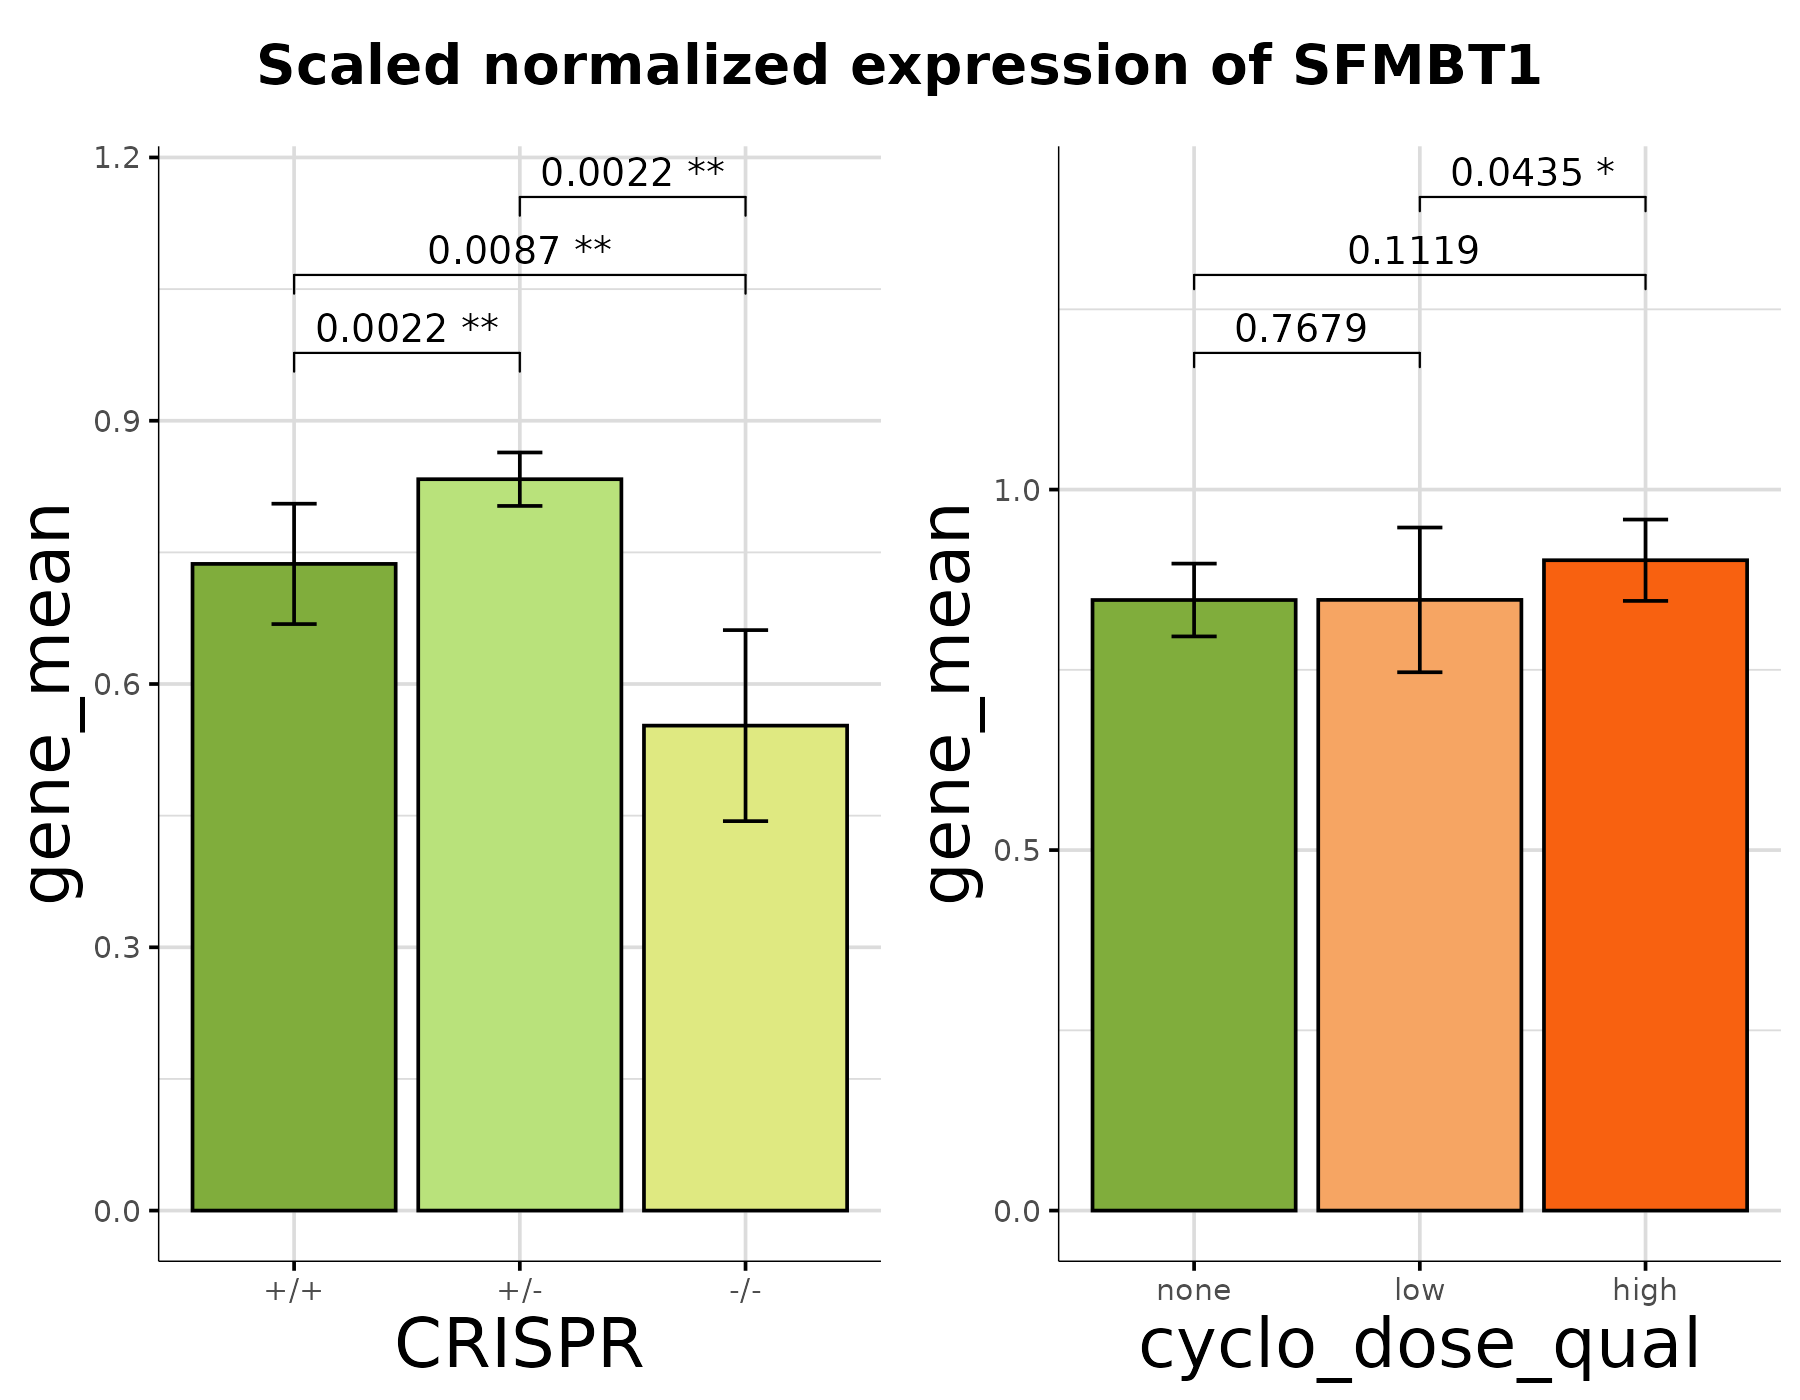 Scaled normalized expression of SFMBT1
gene_mean
1.2
0.9
0.6
0.3
0.0
0.0022 **
0.0087 **
0.0022 **
+/+ +/- -/-
CRISPR
gene_mean
1.0
0.5
0.0
0.0435 *
0.1119
0.7679
none low high
cyclo_dose_qual